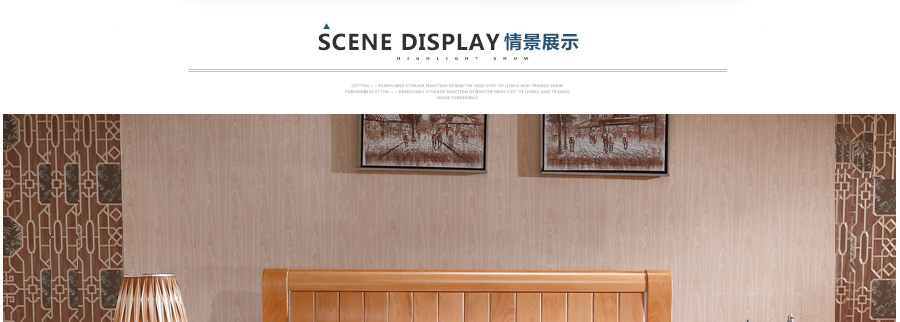 SCENE DISPLAY 情景展示
HIGHLIGHT SHOW
COTTON + + REMOVABLE STORAGE FUNCTION DESIGN THE HIGH COST OF LIVING AND TRAINED HOME
FURNISHINGCOTTON + + REMOVABLE STORAGE FUNCTION DESIGN THE HIGH COST OF LIVING AND TRAINED
HOME FURNISHING